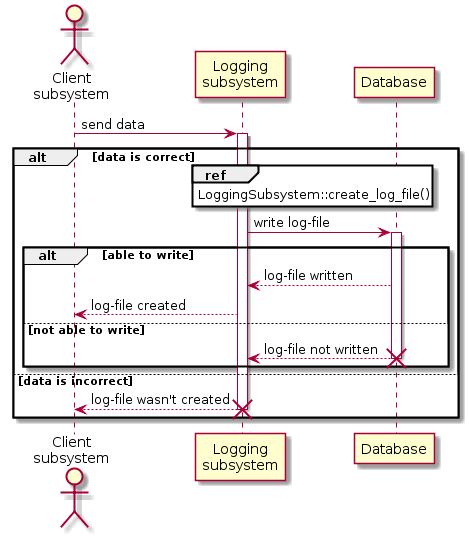 Client
subsystem
Logging
subsystem
Database
send data
alt
[data is correct]
ref
LoggingSubsystem::create_log_file()
write log-file
alt
[able to write]
log-file written
log-file created
[not able to write]
log-file not written
[data is incorrect]
log-file wasn't created
Client
subsystem
Logging
subsystem
Database